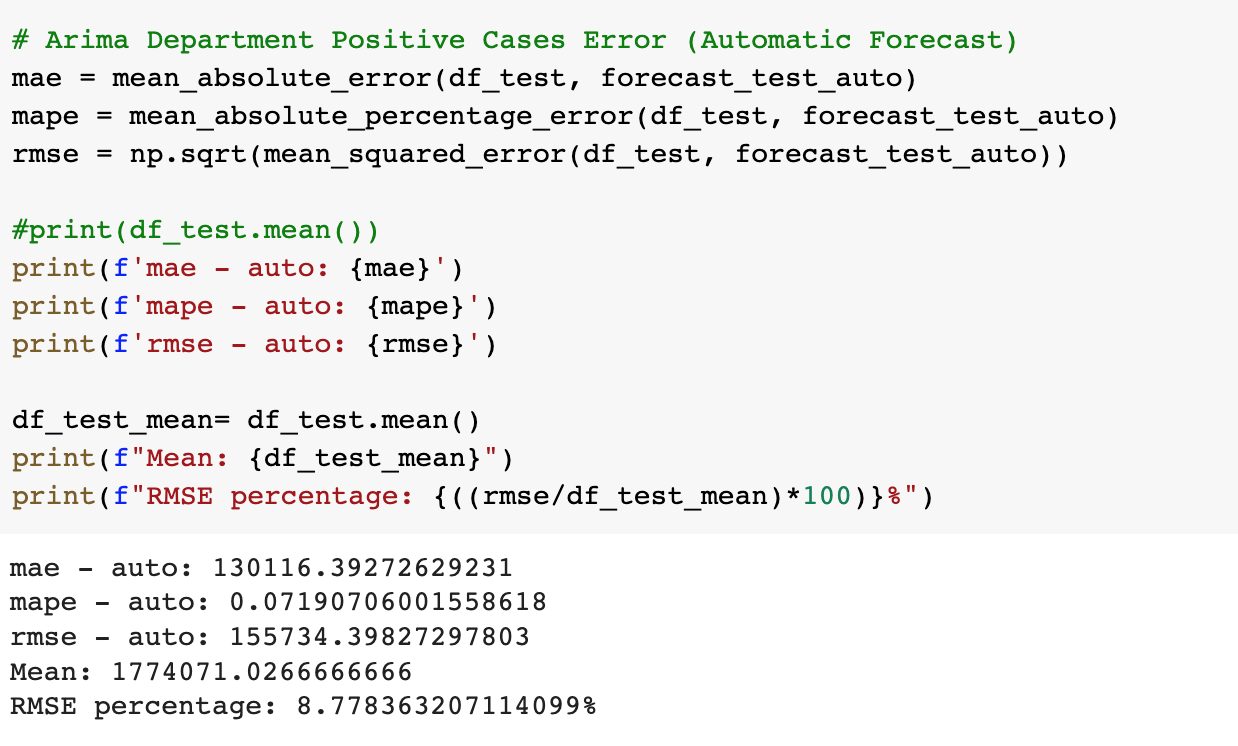 # Arima Department Positive Cases Error (Automatic Forecast)
mae = mean_absolute_error(df_test, forecast_test_auto)
mape = mean_absolute_percentage_error(df_test, forecast_test_auto)
rmse = np.sqrt(mean_squared_error(df_test, forecast_test_auto))
#print(df_test.mean())
print(f'mae - auto: {mae}')
print(f'mape - auto: {mape}')
print(f'rmse - auto: {rmse}')
df_test_mean= df_test.mean()
print(f"Mean: {df_test_mean}")
print(f"RMSE percentage: {((rmse/df_test_mean)*100)}%")
mae - auto: 130116.39272629231
mape - auto: 0.07190706001558618
rmse - auto: 155734.39827297803
Mean: 1774071.0266666666
RMSE percentage: 8.778363207114099%